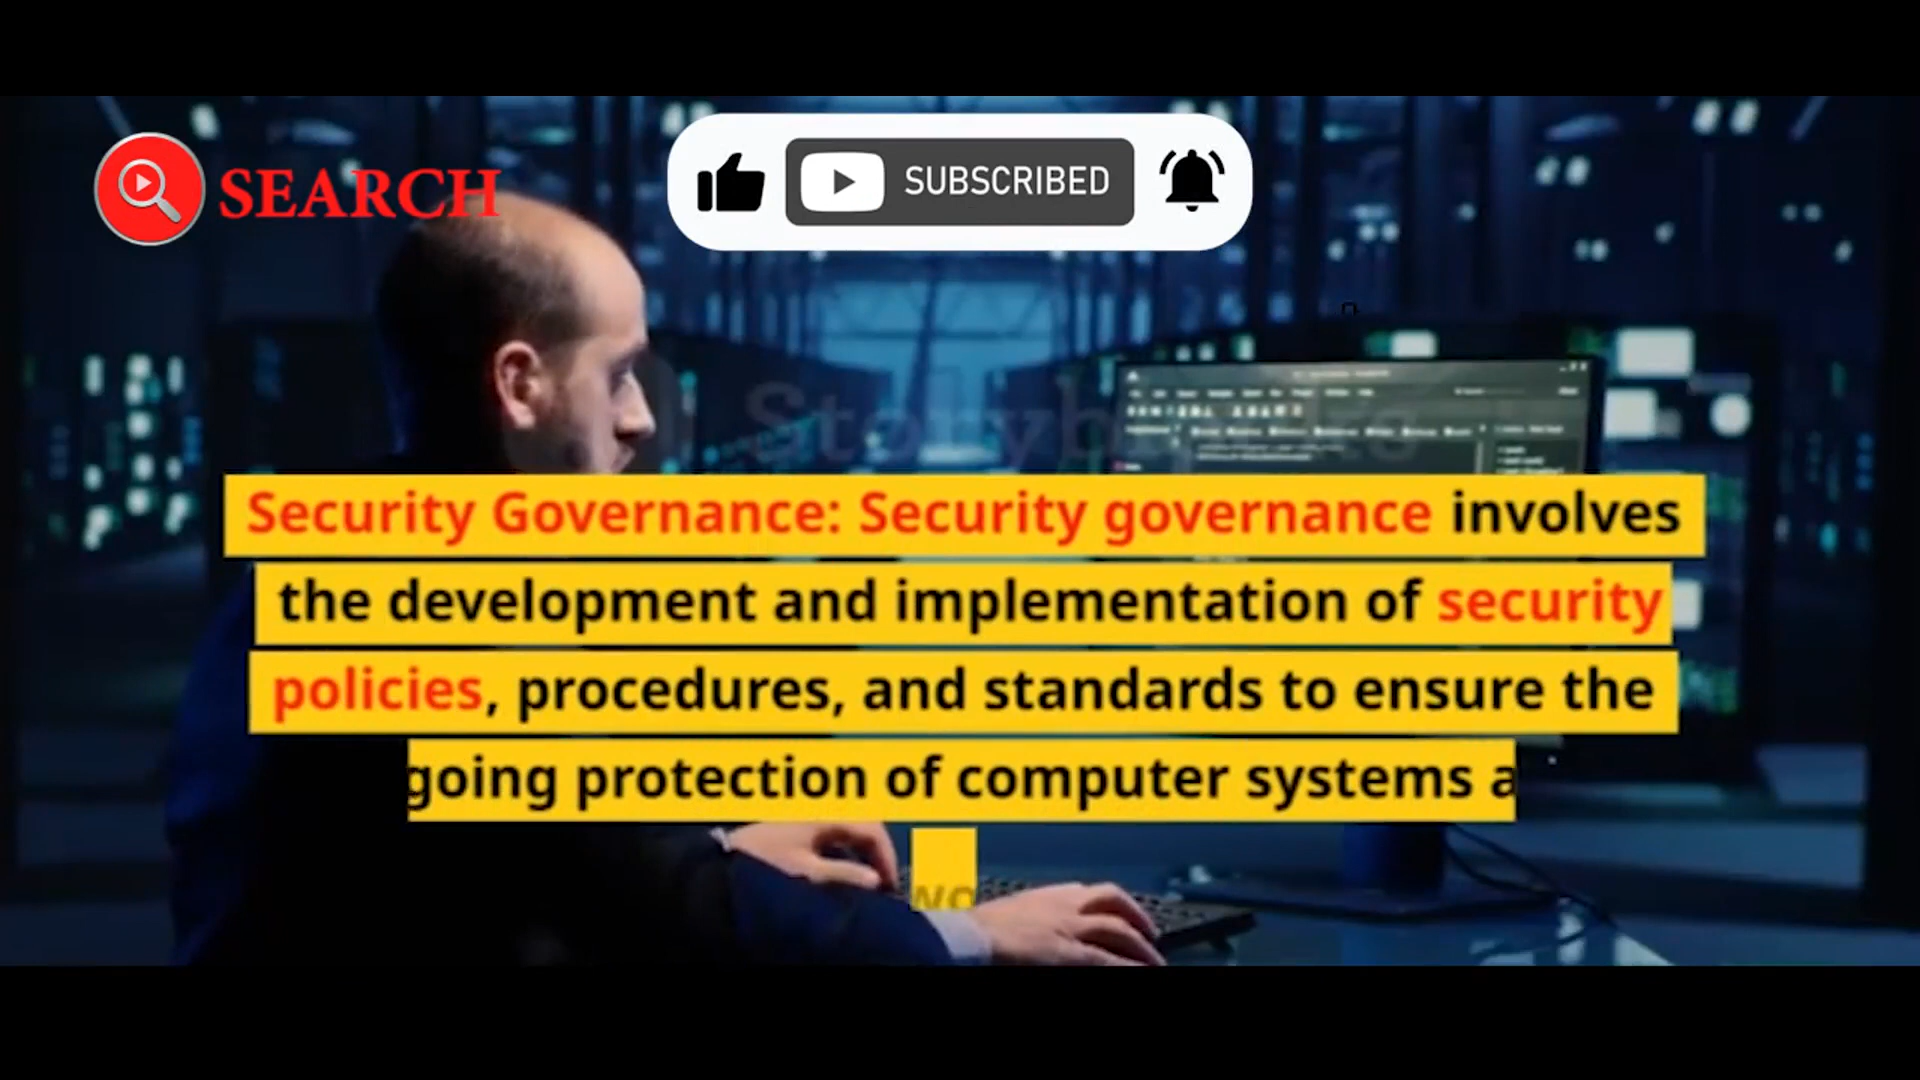 SEARCH
SUBSCRIBED
Storyblocks
Security Governance: Security governance involves
the development and implementation of security
policies, procedures, and standards to ensure the
going protection of computer systems a